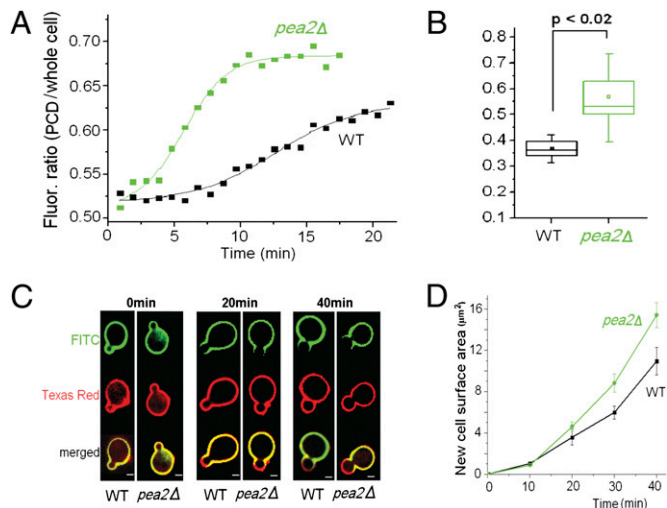 A
pea2Δ
WT
Fluor. ratio (PCD/whole cell)
0.70
0.65
0.60
0.55
0.50
0 5 10 15 20
Time (min)
B
p < 0.02
0.8
0.7
0.6
0.5
0.4
0.3
0.2
0.1
WT pea2Δ
C
0min 20min 40min
FITC
Texas Red
merged
WT pea2Δ WT pea2Δ WT pea2Δ
D
pea2Δ
WT
New cell surface area (μm²)
16
12
8
4
0
0 10 20 30 40
Time (min)